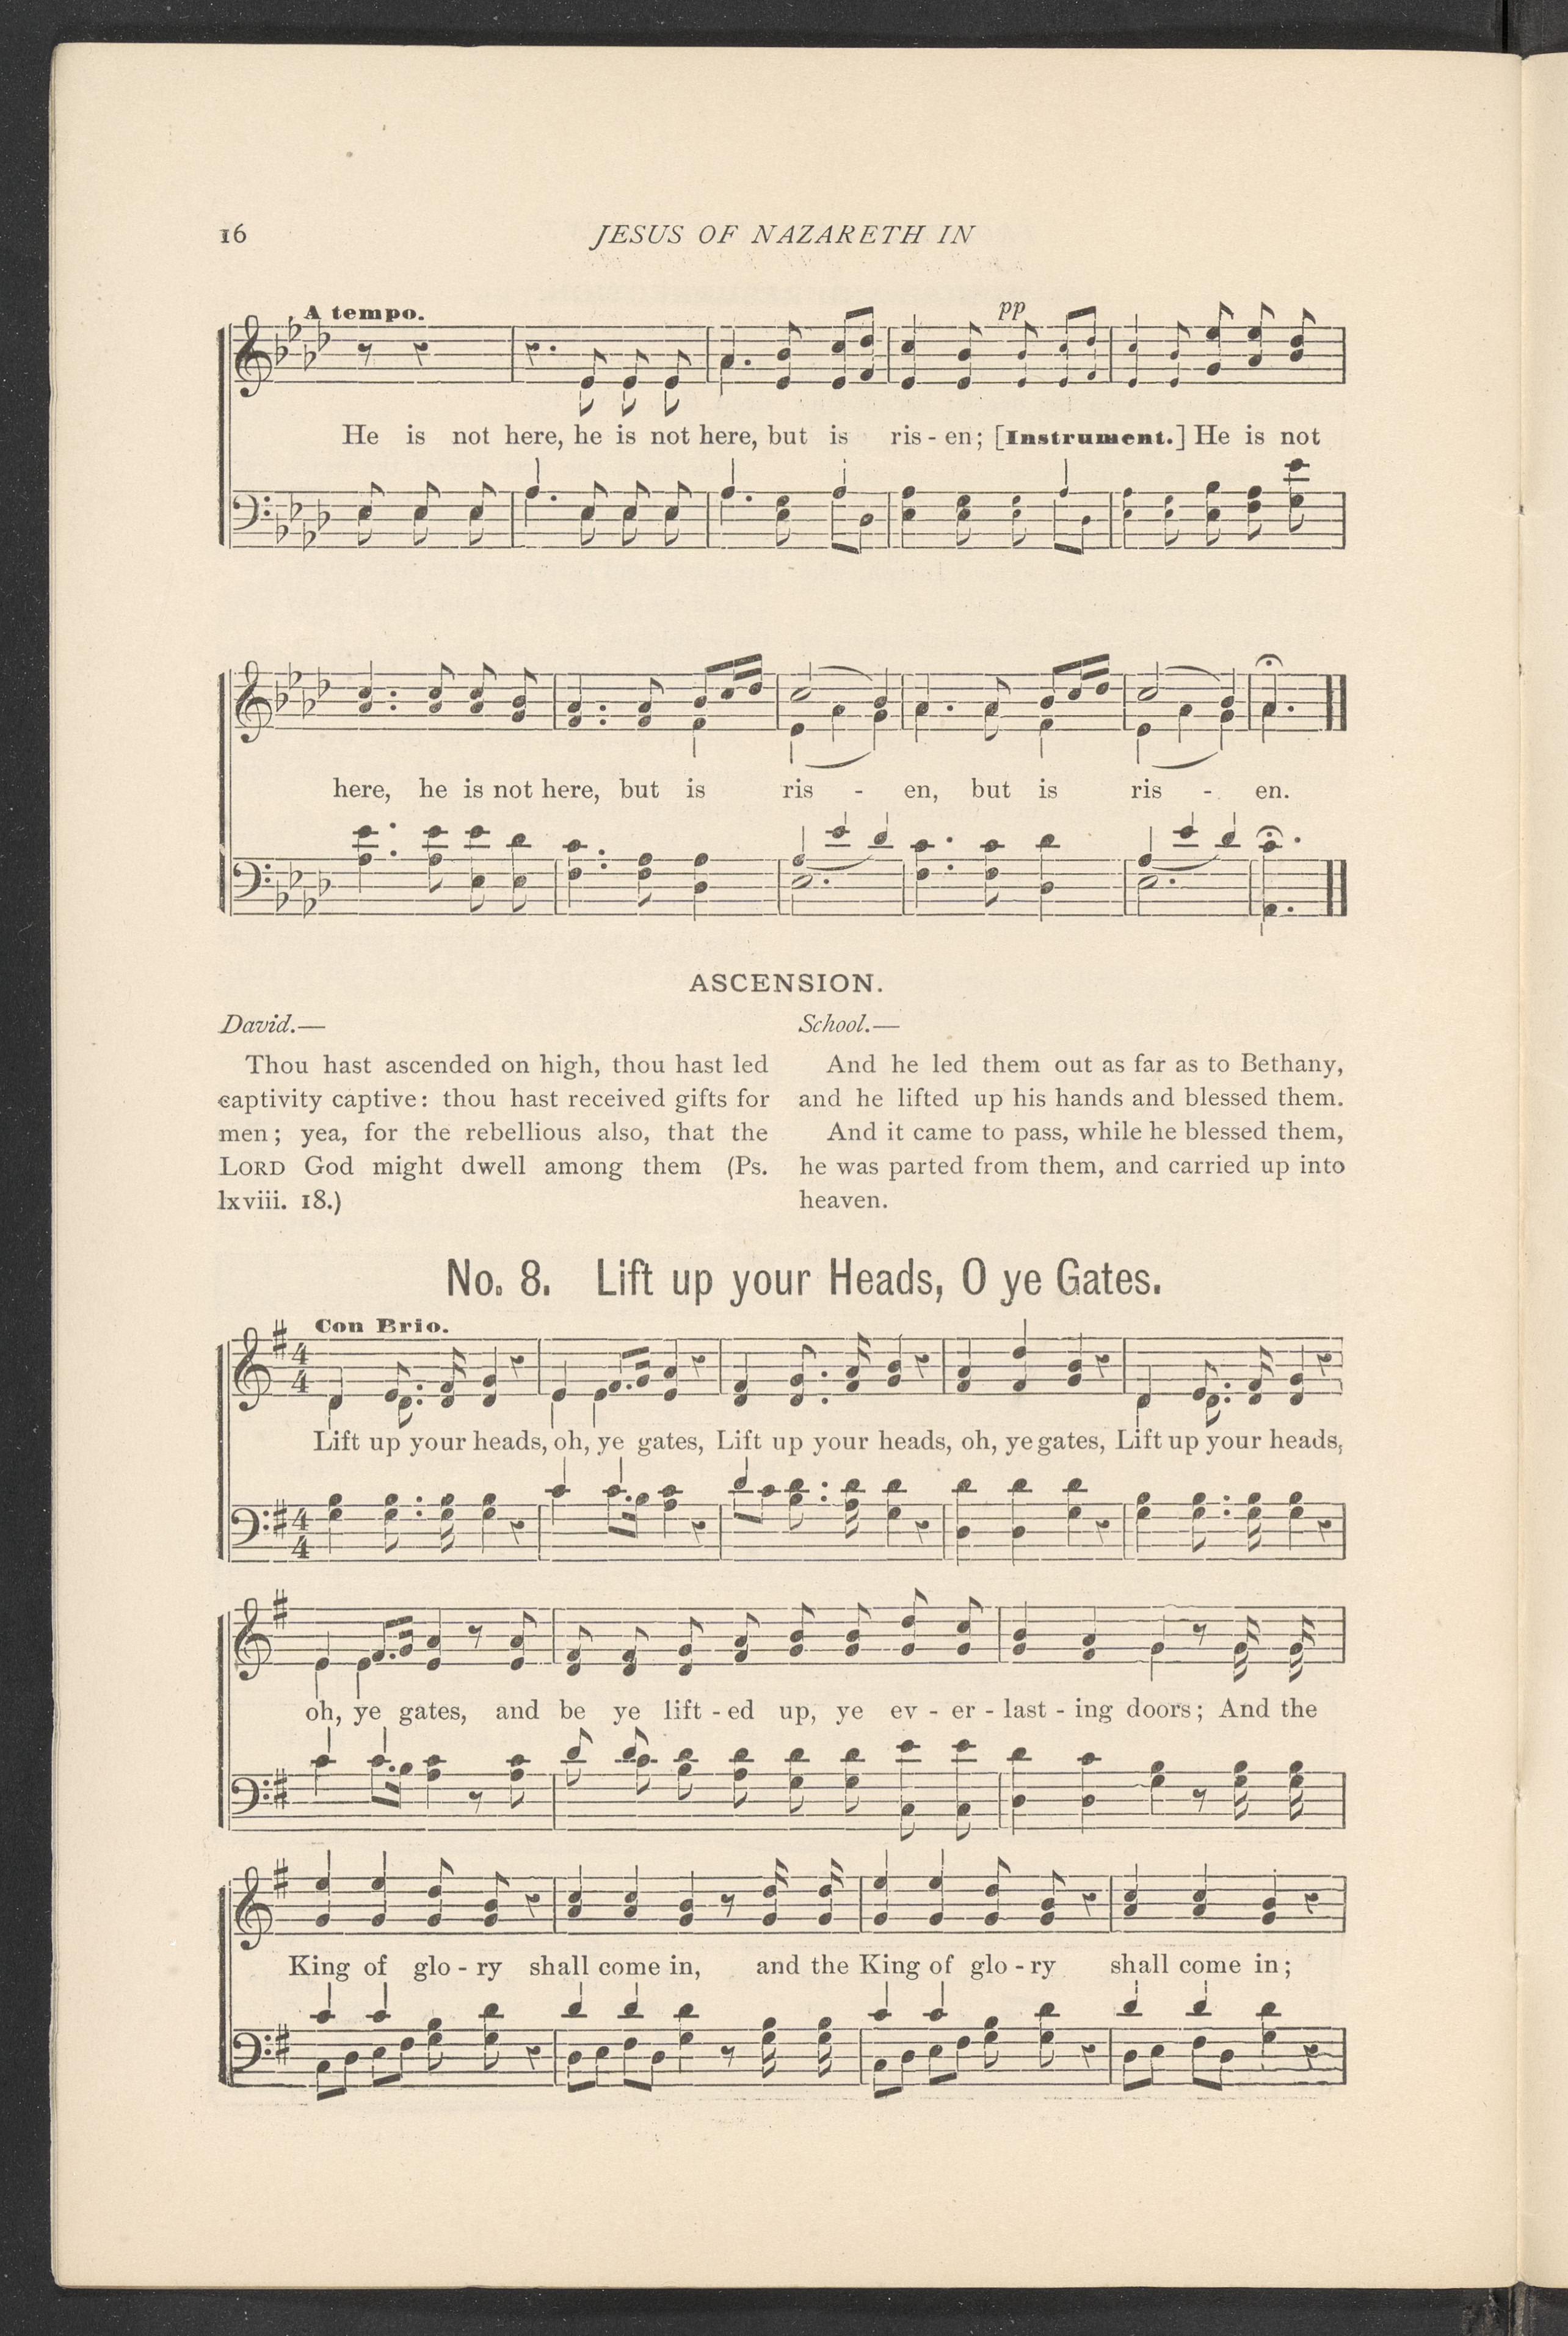 16
JESUS OF NAZARETH IN
A tempo.
pp
He is not here, he is not here, but is ris - en; [Instrument.] He is not
here, he is not here, but is ris - en, but is ris - en.
ASCENSION.
David.—
Thou hast ascended on high, thou hast led
captivity captive: thou hast received gifts for
men; yea, for the rebellious also, that the
LORD God might dwell among them (Ps.
lxviii. 18.)
School.—
And he led them out as far as to Bethany,
and he lifted up his hands and blessed them.
And it came to pass, while he blessed them,
he was parted from them, and carried up into
heaven.
No. 8. Lift up your Heads, O ye Gates.
Con Brio.
4
4
Lift up your heads, oh, ye gates, Lift up your heads, oh, ye gates, Lift up your heads,
4
4
oh, ye gates, and be ye lift - ed up, ye ev - er - last - ing doors; And the
King of glo - ry shall come in, and the King of glo - ry shall come in;